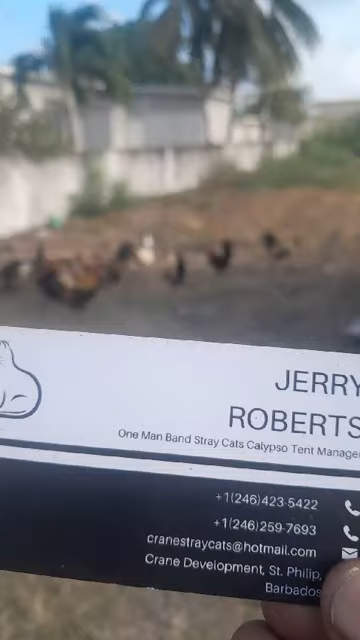 JERRY
ROBERTS
One Man Band Stray Cats Calypso Tent Manager
+1(246)423-5422
+1(246)259-7693
cranestraycats@hotmail.com
Crane Development, St. Philip,
Barbados